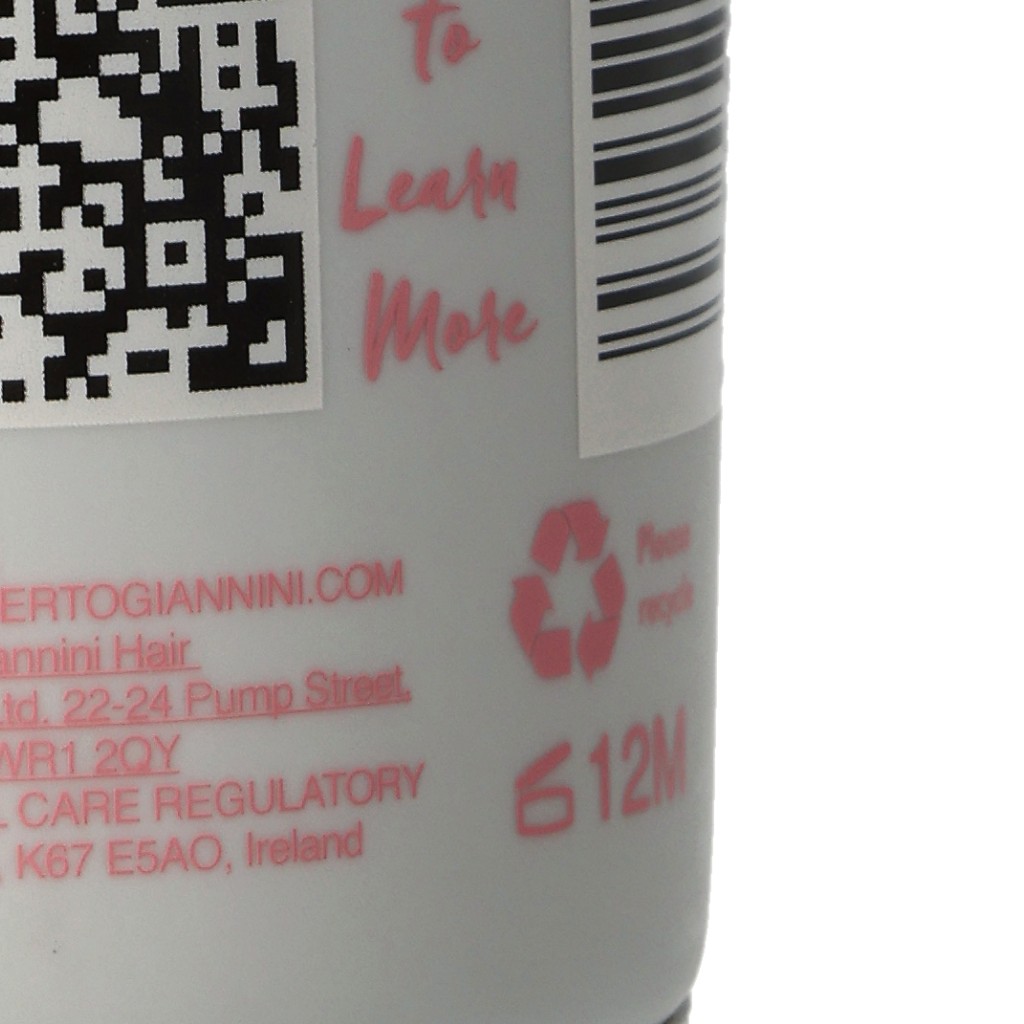 To
Learn
More
Please
recycle
ERTOGIANNINI.COM
annini Hair
Ltd. 22-24 Pump Street,
WR1 2QY
L CARE REGULATORY
, K67 E5AO, Ireland
12M